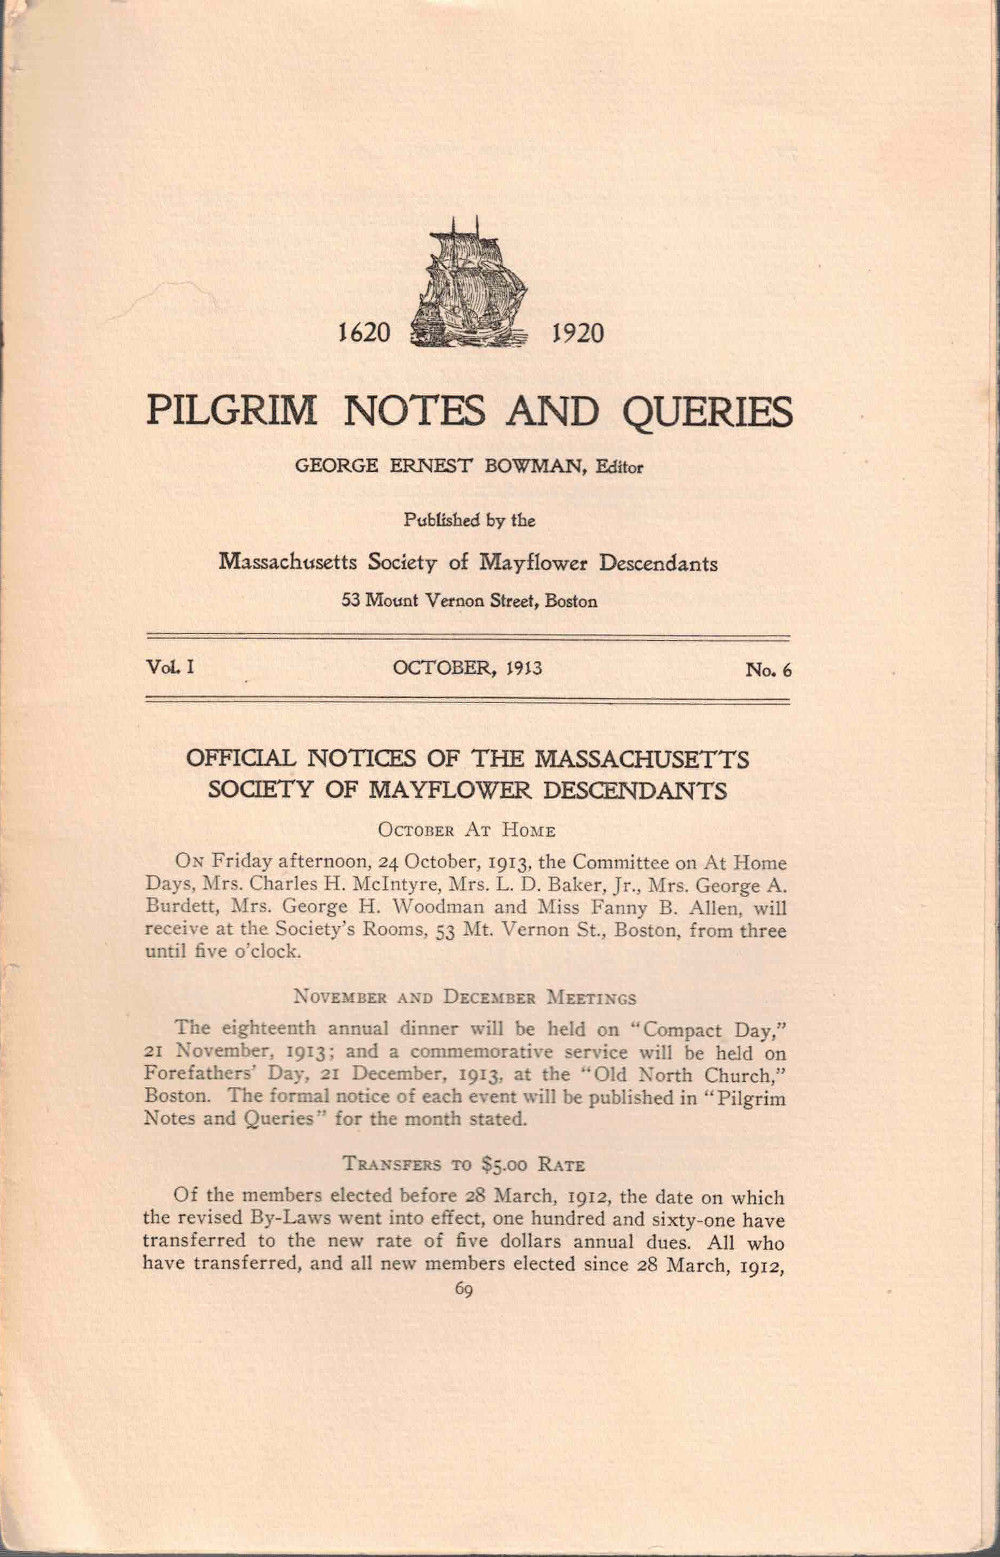 1620 1920
PILGRIM NOTES AND QUERIES
GEORGE ERNEST BOWMAN, Editor
Published by the
Massachusetts Society of Mayflower Descendants
53 Mount Vernon Street, Boston
Vol. I OCTOBER, 1913 No. 6
OFFICIAL NOTICES OF THE MASSACHUSETTS
SOCIETY OF MAYFLOWER DESCENDANTS
October At Home
On Friday afternoon, 24 October, 1913, the Committee on At Home
Days, Mrs. Charles H. McIntyre, Mrs. L. D. Baker, Jr., Mrs. George A.
Burdett, Mrs. George H. Woodman and Miss Fanny B. Allen, will
receive at the Society's Rooms, 53 Mt. Vernon St., Boston, from three
until five o'clock.
November and December Meetings
The eighteenth annual dinner will be held on "Compact Day,"
21 November, 1913; and a commemorative service will be held on
Forefathers' Day, 21 December, 1913, at the "Old North Church,"
Boston. The formal notice of each event will be published in "Pilgrim
Notes and Queries" for the month stated.
Transfers to $5.00 Rate
Of the members elected before 28 March, 1912, the date on which
the revised By-Laws went into effect, one hundred and sixty-one have
transferred to the new rate of five dollars annual dues. All who
have transferred, and all new members elected since 28 March, 1912,
69